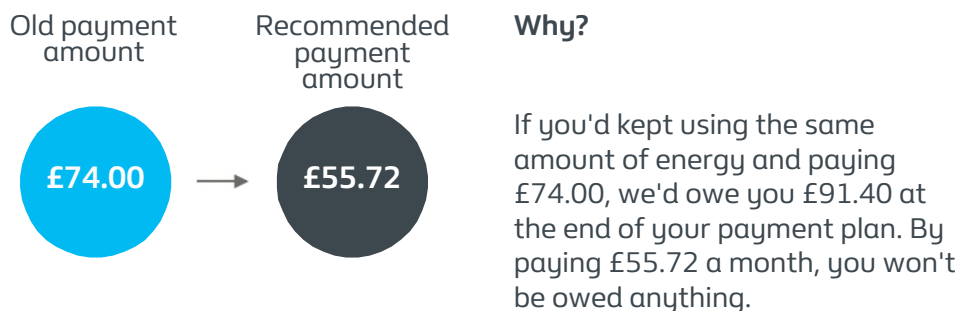 Old payment
amount
Recommended
payment
amount
£74.00
£55.72
Why?
If you'd kept using the same
amount of energy and paying
£74.00, we'd owe you £91.40 at
the end of your payment plan. By
paying £55.72 a month, you won't
be owed anything.